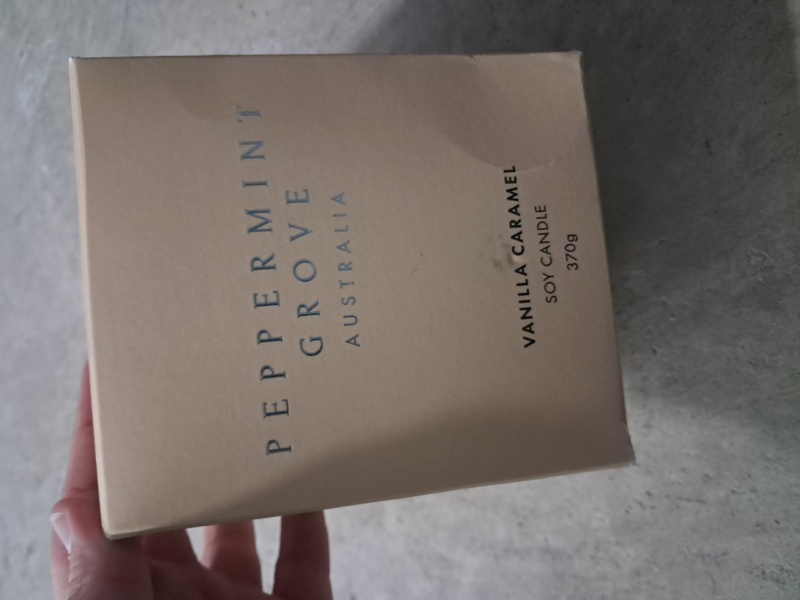 PEPPERMINT
GROVE
AUSTRALIA
VANILLA CARAMEL
SOY CANDLE
370g